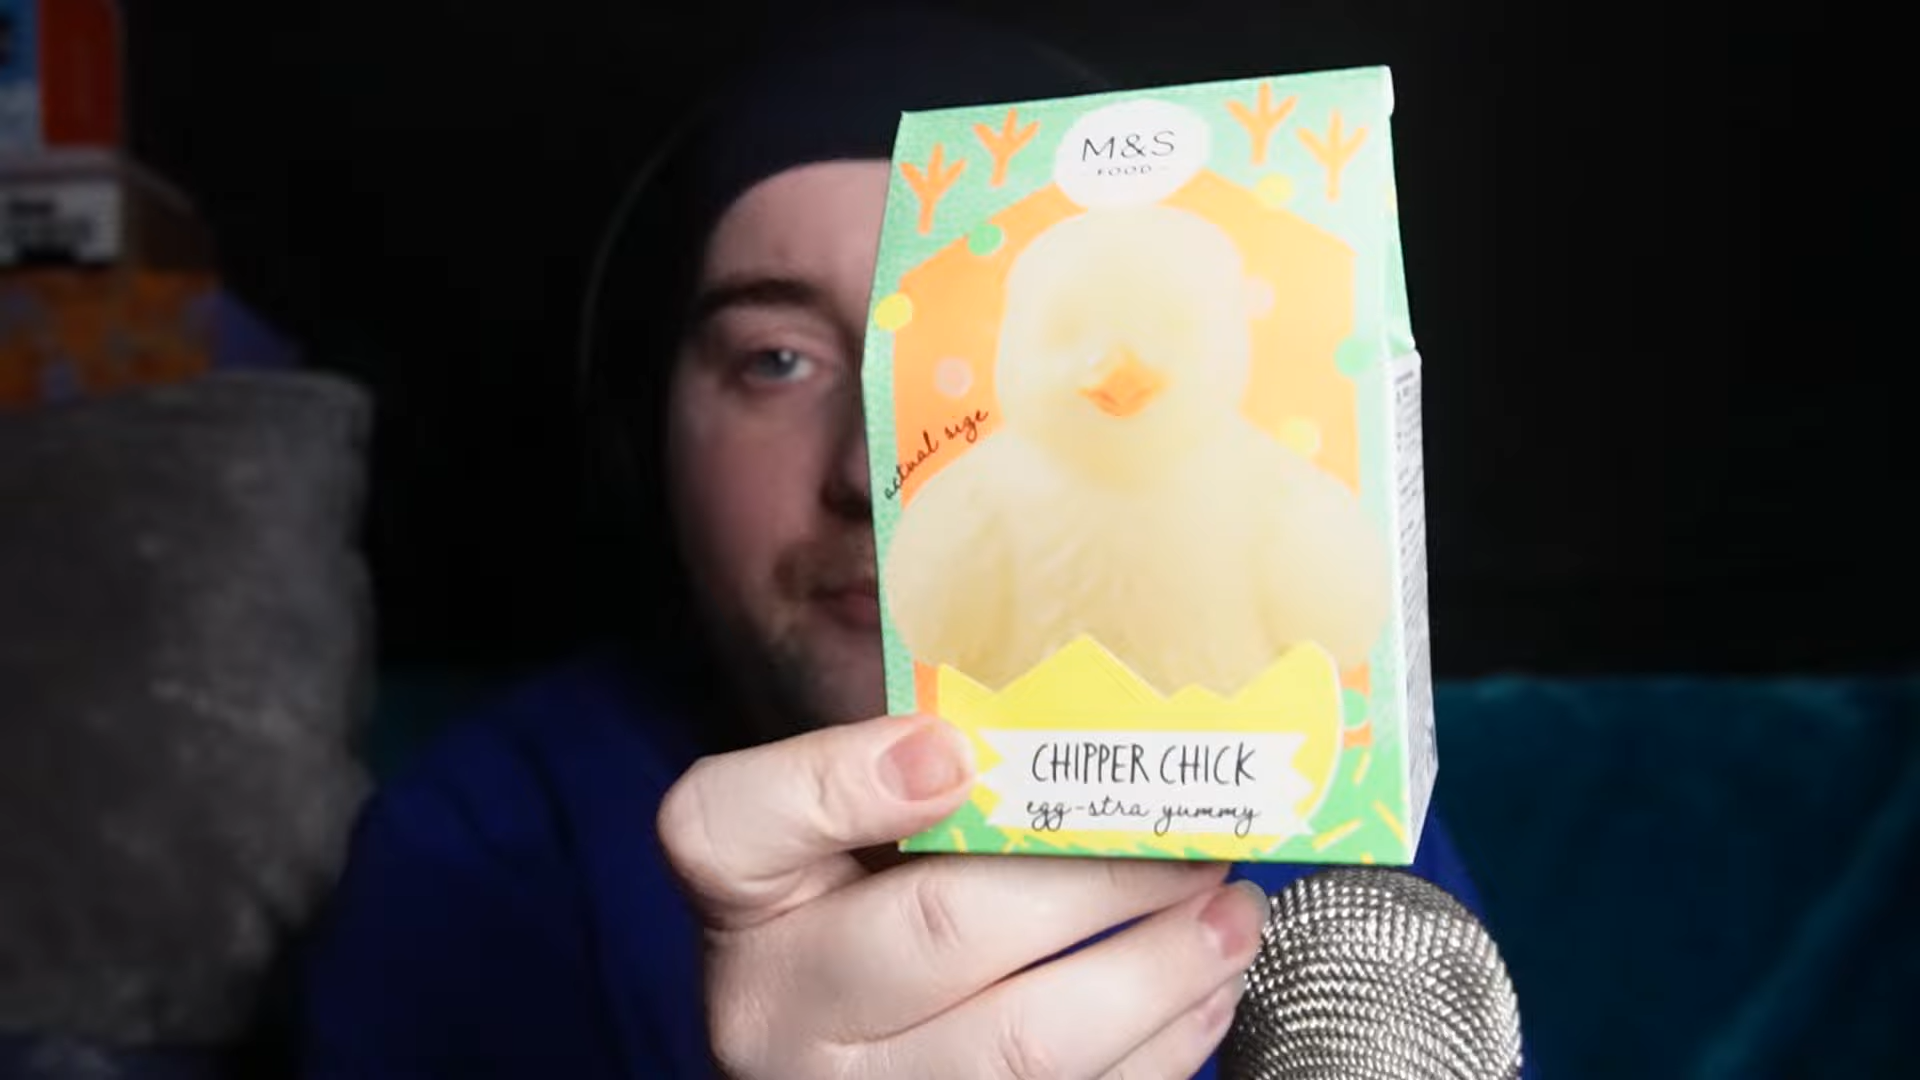 M&S
FOOD
actual size
CHIPPER CHICK
egg-stra yummy